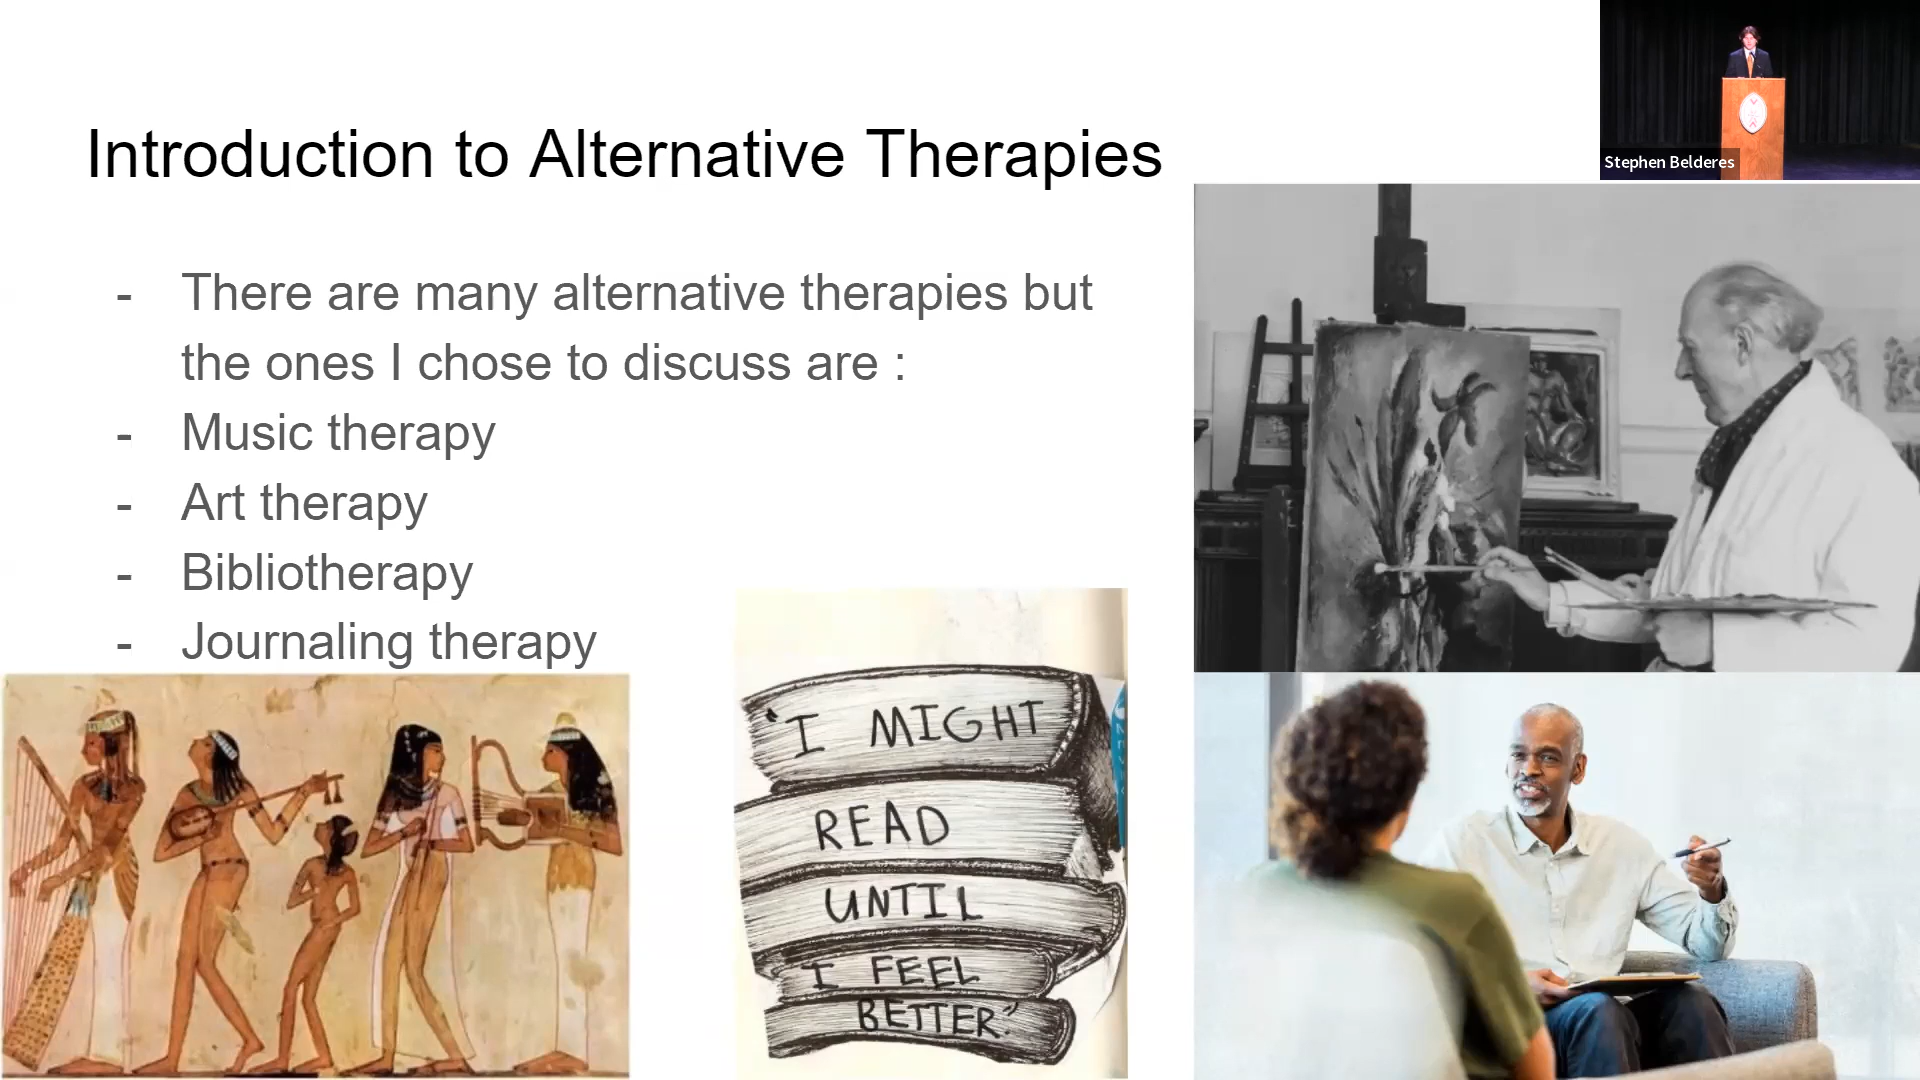 Introduction to Alternative Therapies
- There are many alternative therapies but
the ones I chose to discuss are :
- Music therapy
- Art therapy
- Bibliotherapy
- Journaling therapy
Stephen Belderes
"I MIGHT
READ
UNTIL
I FEEL
BETTER."